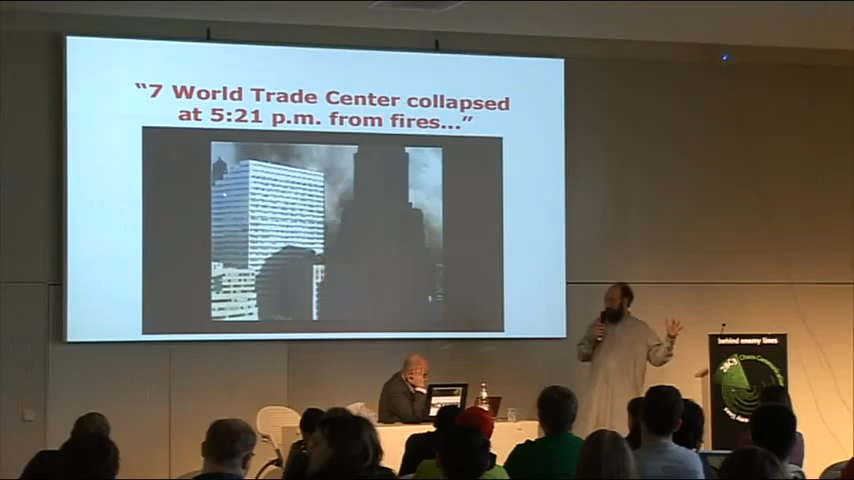 “7 World Trade Center collapsed
at 5:21 p.m. from fires...”
behind enemy lines